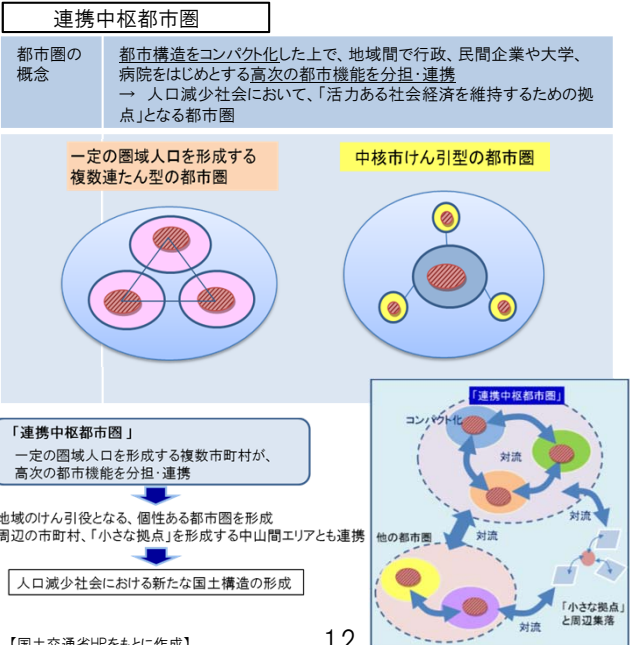 連携中枢都市圏
都市圏の
概念
都市構造をコンパクト化した上で、地域間で行政、民間企業や大学、
病院をはじめとする高次の都市機能を分担・連携
→ 人口減少社会において、「活力ある社会経済を維持するための拠
点」となる都市圏
一定の圏域人口を形成する
複数連たん型の都市圏
中核市けん引型の都市圏
「連携中枢都市圏」
一定の圏域人口を形成する複数市町村が、
高次の都市機能を分担・連携
地域のけん引役となる、個性ある都市圏を形成
周辺の市町村、「小さな拠点」を形成する中山間エリアとも連携
人口減少社会における新たな国土構造の形成
「連携中枢都市圏」
コンパクト化
対流
対流
他の都市圏
対流
「小さな拠点」
と周辺集落
対流
【国土交通省HPをもとに作成】
12